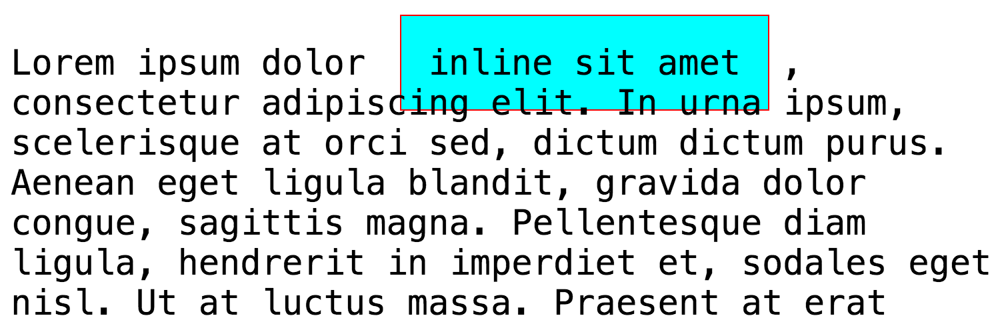 Lorem ipsum dolor inline sit amet ,
consectetur adipiscing elit. In urna ipsum,
scelerisque at orci sed, dictum dictum purus.
Aenean eget ligula blandit, gravida dolor
congue, sagittis magna. Pellentesque diam
ligula, hendrerit in imperdiet et, sodales eget
nisl. Ut at luctus massa. Praesent at erat